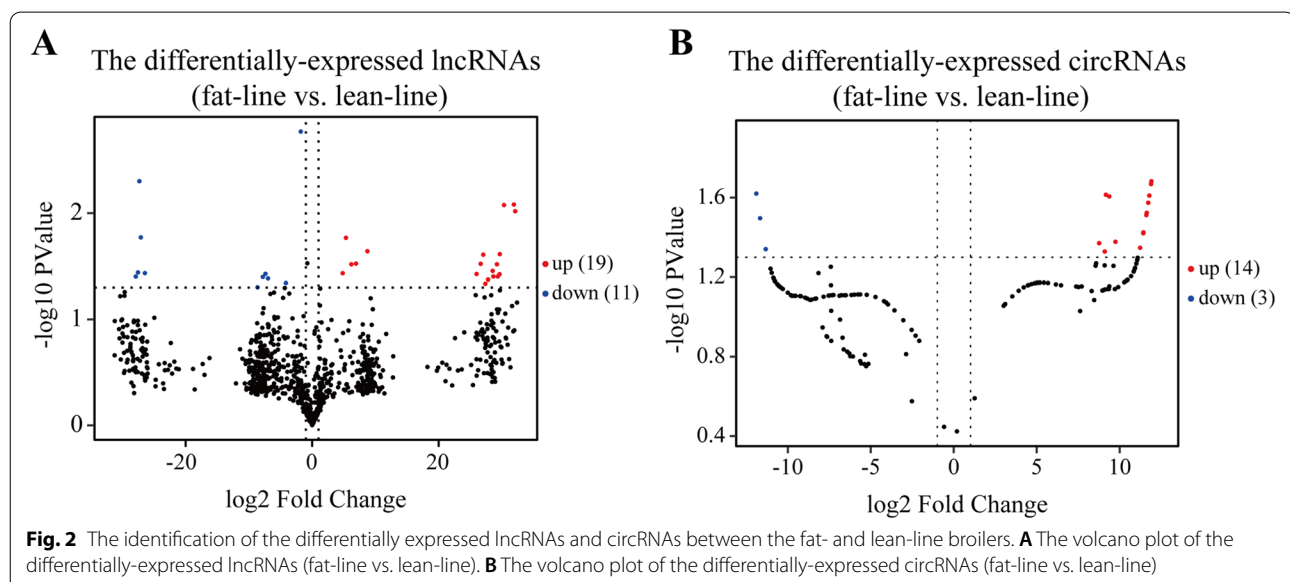 A
The differentially-expressed lncRNAs
(fat-line vs. lean-line)
-log10 PValue
2
1
0
-20
0
20
log2 Fold Change
up (19)
down (11)
B
The differentially-expressed circRNAs
(fat-line vs. lean-line)
-log10 PValue
1.6
1.2
0.8
0.4
-10
-5
0
5
10
log2 Fold Change
up (14)
down (3)
Fig. 2 The identification of the differentially expressed lncRNAs and circRNAs between the fat- and lean-line broilers. A The volcano plot of the
differentially-expressed lncRNAs (fat-line vs. lean-line). B The volcano plot of the differentially-expressed circRNAs (fat-line vs. lean-line)